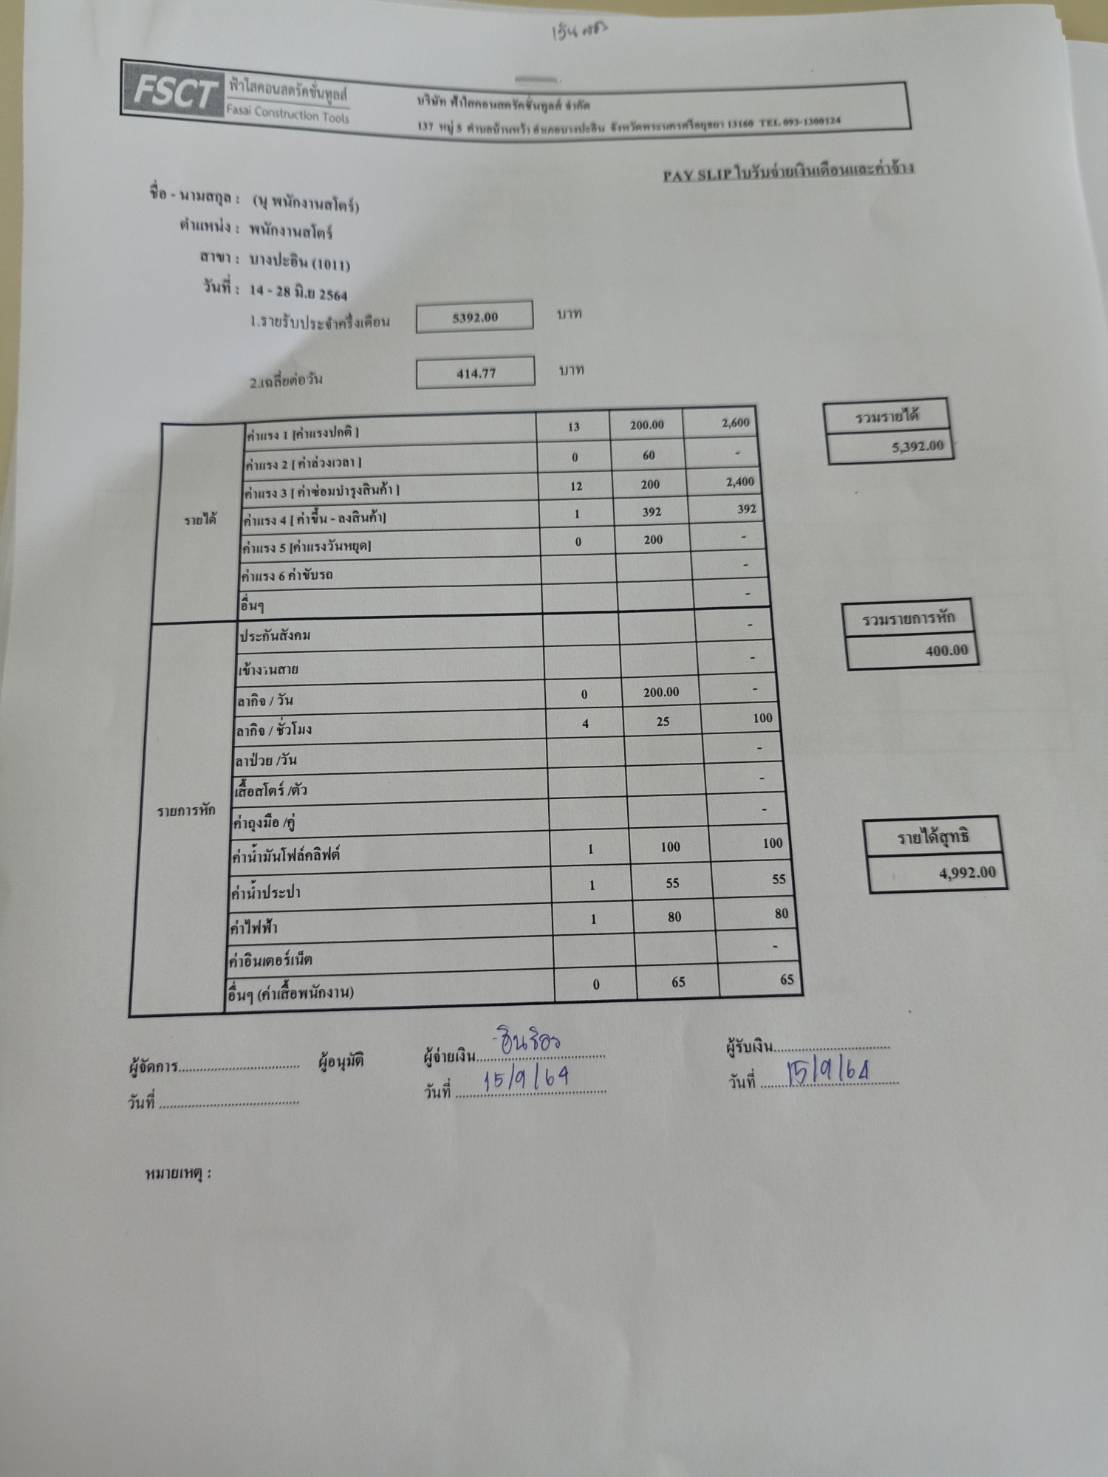 เงินสด
FSCT ฟ้าใสคอนสตรัคชั่นทูลส์
Fasai Construction Tools
บริษัท ฟ้าใสคอนสตรัคชั่นทูลส์ จำกัด
137 หมู่ 5 ตำบลบ้านหว้า อำเภอบางปะอิน จังหวัดพระนครศรีอยุธยา 13160 TEL.093-1300124
PAY SLIP ใบรับจ่ายเงินเดือนและค่าจ้าง
ชื่อ - นามสกุล : (นุ พนักงานสโตร์)
ตำแหน่ง : พนักงานสโตร์
สาขา : บางปะอิน (1011)
วันที่ : 14 - 28 มิ.ย 2564
1.รายรับประจำครึ่งเดือน 5392.00 บาท
2.เฉลี่ยต่อวัน 414.77 บาท
รายได้
ค่าแรง 1 [ค่าแรงปกติ ] 13 200.00 2,600
ค่าแรง 2 [ ค่าล่วงเวลา ] 0 60 -
ค่าแรง 3 [ ค่าซ่อมบำรุงสินค้า ] 12 200 2,400
ค่าแรง 4 [ ค่าขึ้น - ลงสินค้า] 1 392 392
ค่าแรง 5 [ค่าแรงวันหยุด] 0 200 -
ค่าแรง 6 ค่าขับรถ -
อื่นๆ -
รวมรายได้
5,392.00
รายการหัก
ประกันสังคม -
เข้างานสาย -
ลากิจ / วัน 0 200.00 -
ลากิจ / ชั่วโมง 4 25 100
ลาป่วย /วัน -
เสื้อสโตร์ /ตัว -
ค่าถุงมือ /คู่ -
ค่าน้ำมันโฟล์คลิฟต์ 1 100 100
ค่าน้ำประปา 1 55 55
ค่าไฟฟ้า 1 80 80
ค่าอินเตอร์เน็ต -
อื่นๆ (ค่าเสื้อพนักงาน) 0 65 65
รวมรายการหัก
400.00
รายได้สุทธิ
4,992.00
ผู้จัดการ.............................. ผู้อนุมัติ ผู้จ่ายเงิน.............................. ผู้รับเงิน..............................
วันที่ .............................. วันที่ 15/9/64 วันที่ 15/9/64
หมายเหตุ :